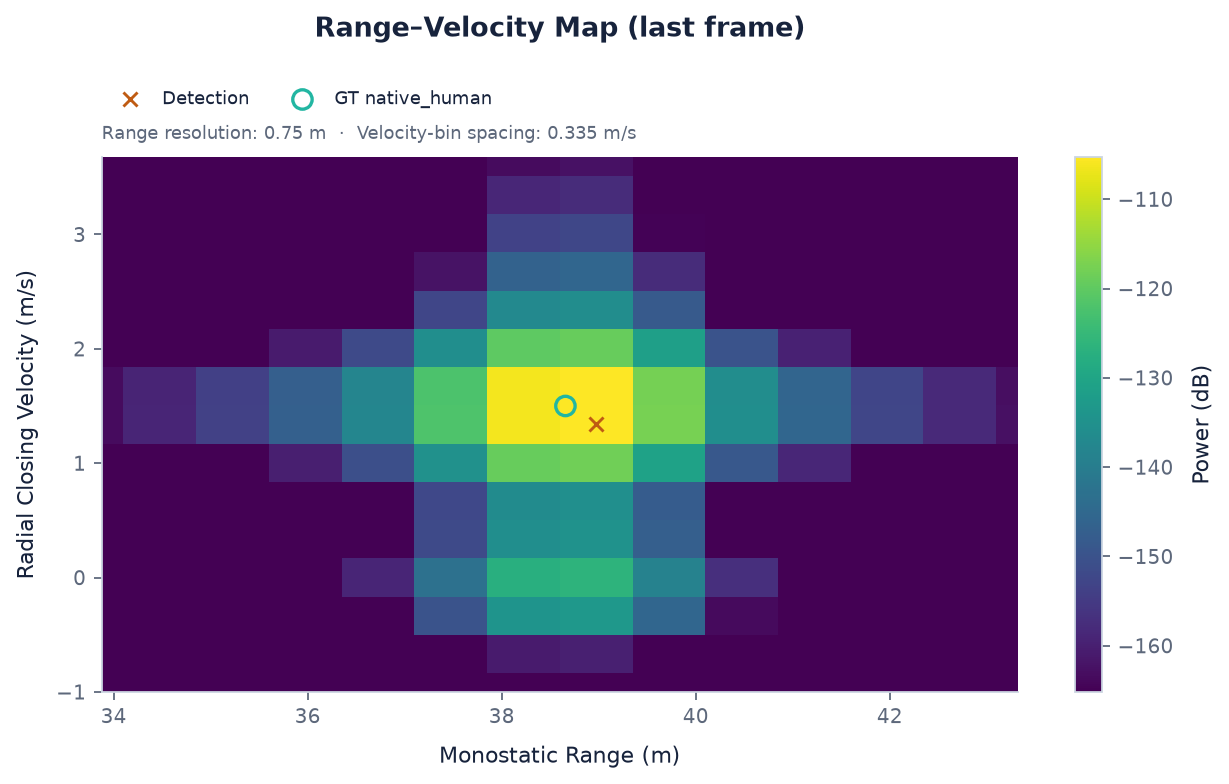 Range–Velocity Map (last frame)
Detection
GT native_human
Range resolution: 0.75 m · Velocity-bin spacing: 0.335 m/s
3
2
1
0
−1
Radial Closing Velocity (m/s)
34
36
38
40
42
Monostatic Range (m)
−110
−120
−130
−140
−150
−160
Power (dB)